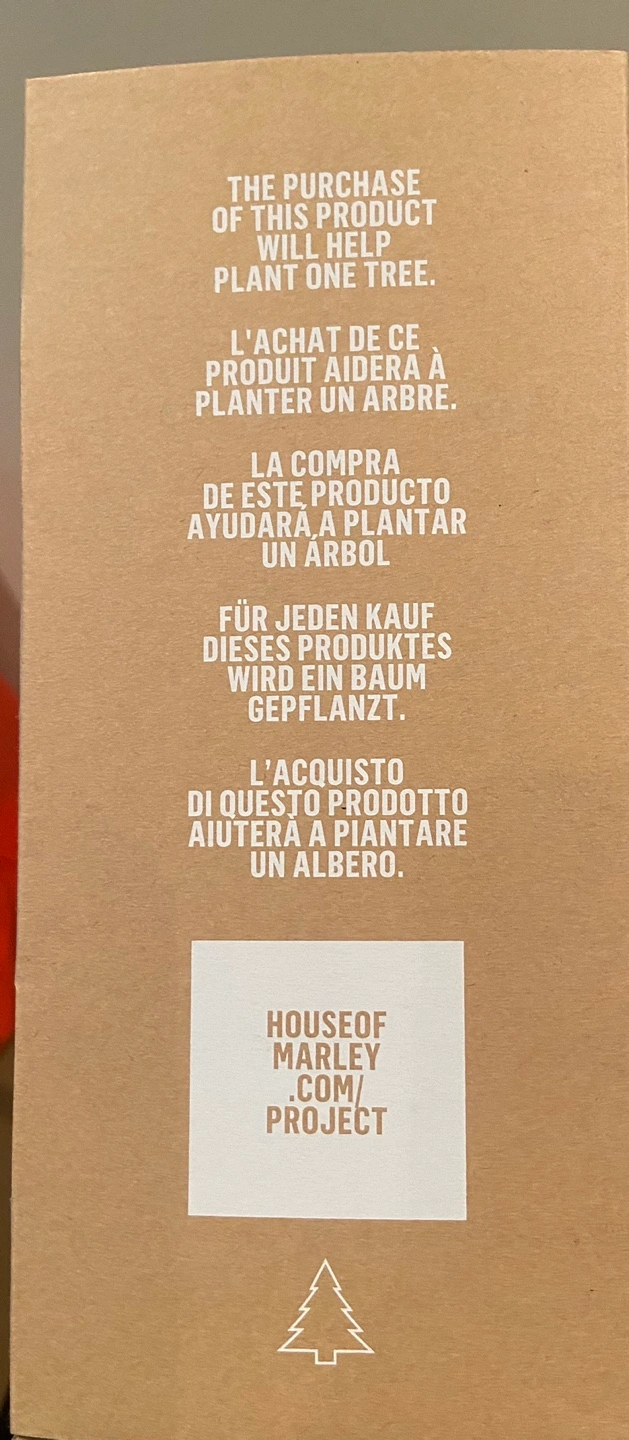 THE PURCHASE
OF THIS PRODUCT
WILL HELP
PLANT ONE TREE.
L'ACHAT DE CE
PRODUIT AIDERA À
PLANTER UN ARBRE.
LA COMPRA
DE ESTE PRODUCTO
AYUDARÁ A PLANTAR
UN ÁRBOL
FÜR JEDEN KAUF
DIESES PRODUKTES
WIRD EIN BAUM
GEPFLANZT.
L’ACQUISTO
DI QUESTO PRODOTTO
AIUTERÀ A PIANTARE
UN ALBERO.
HOUSEOF
MARLEY
.COM/
PROJECT